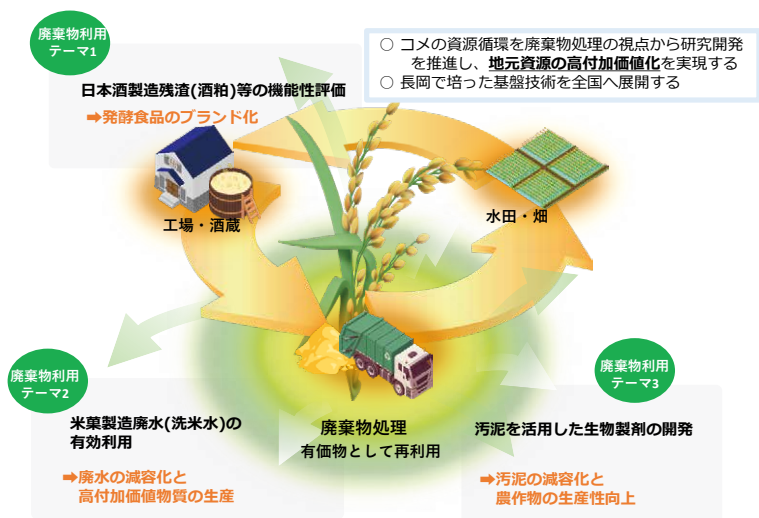 廃棄物利用
テーマ1
○ コメの資源循環を廃棄物処理の視点から研究開発
を推進し、地元資源の高付加価値化を実現する
○ 長岡で培った基盤技術を全国へ展開する
日本酒製造残渣(酒粕)等の機能性評価
➡発酵食品のブランド化
工場・酒蔵
水田・畑
廃棄物利用
テーマ2
米菓製造廃水(洗米水)の
有効利用
➡廃水の減容化と
高付加価値物質の生産
廃棄物処理
有価物として再利用
廃棄物利用
テーマ3
汚泥を活用した生物製剤の開発
➡汚泥の減容化と
農作物の生産性向上